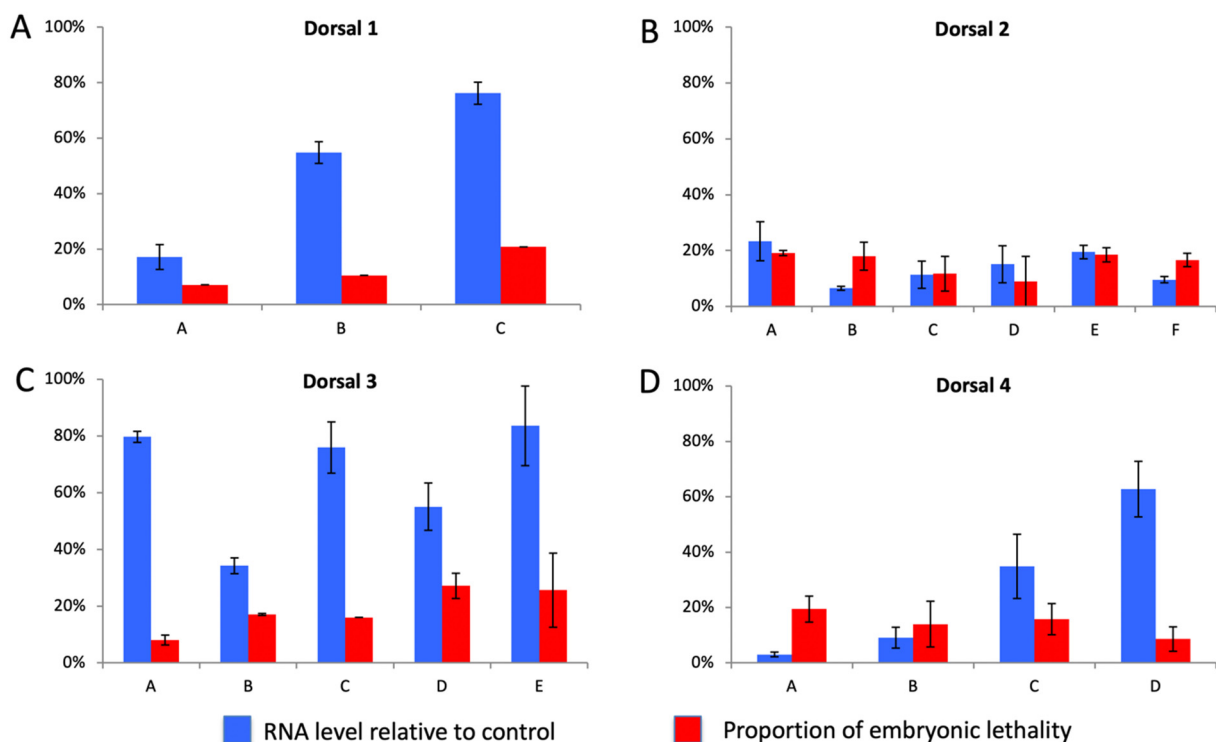 A
Dorsal 1
100%
80%
60%
40%
20%
0%
A B C
B
Dorsal 2
100%
80%
60%
40%
20%
0%
A B C D E F
C
Dorsal 3
100%
80%
60%
40%
20%
0%
A B C D E
D
Dorsal 4
100%
80%
60%
40%
20%
0%
A B C D
RNA level relative to control
Proportion of embryonic lethality